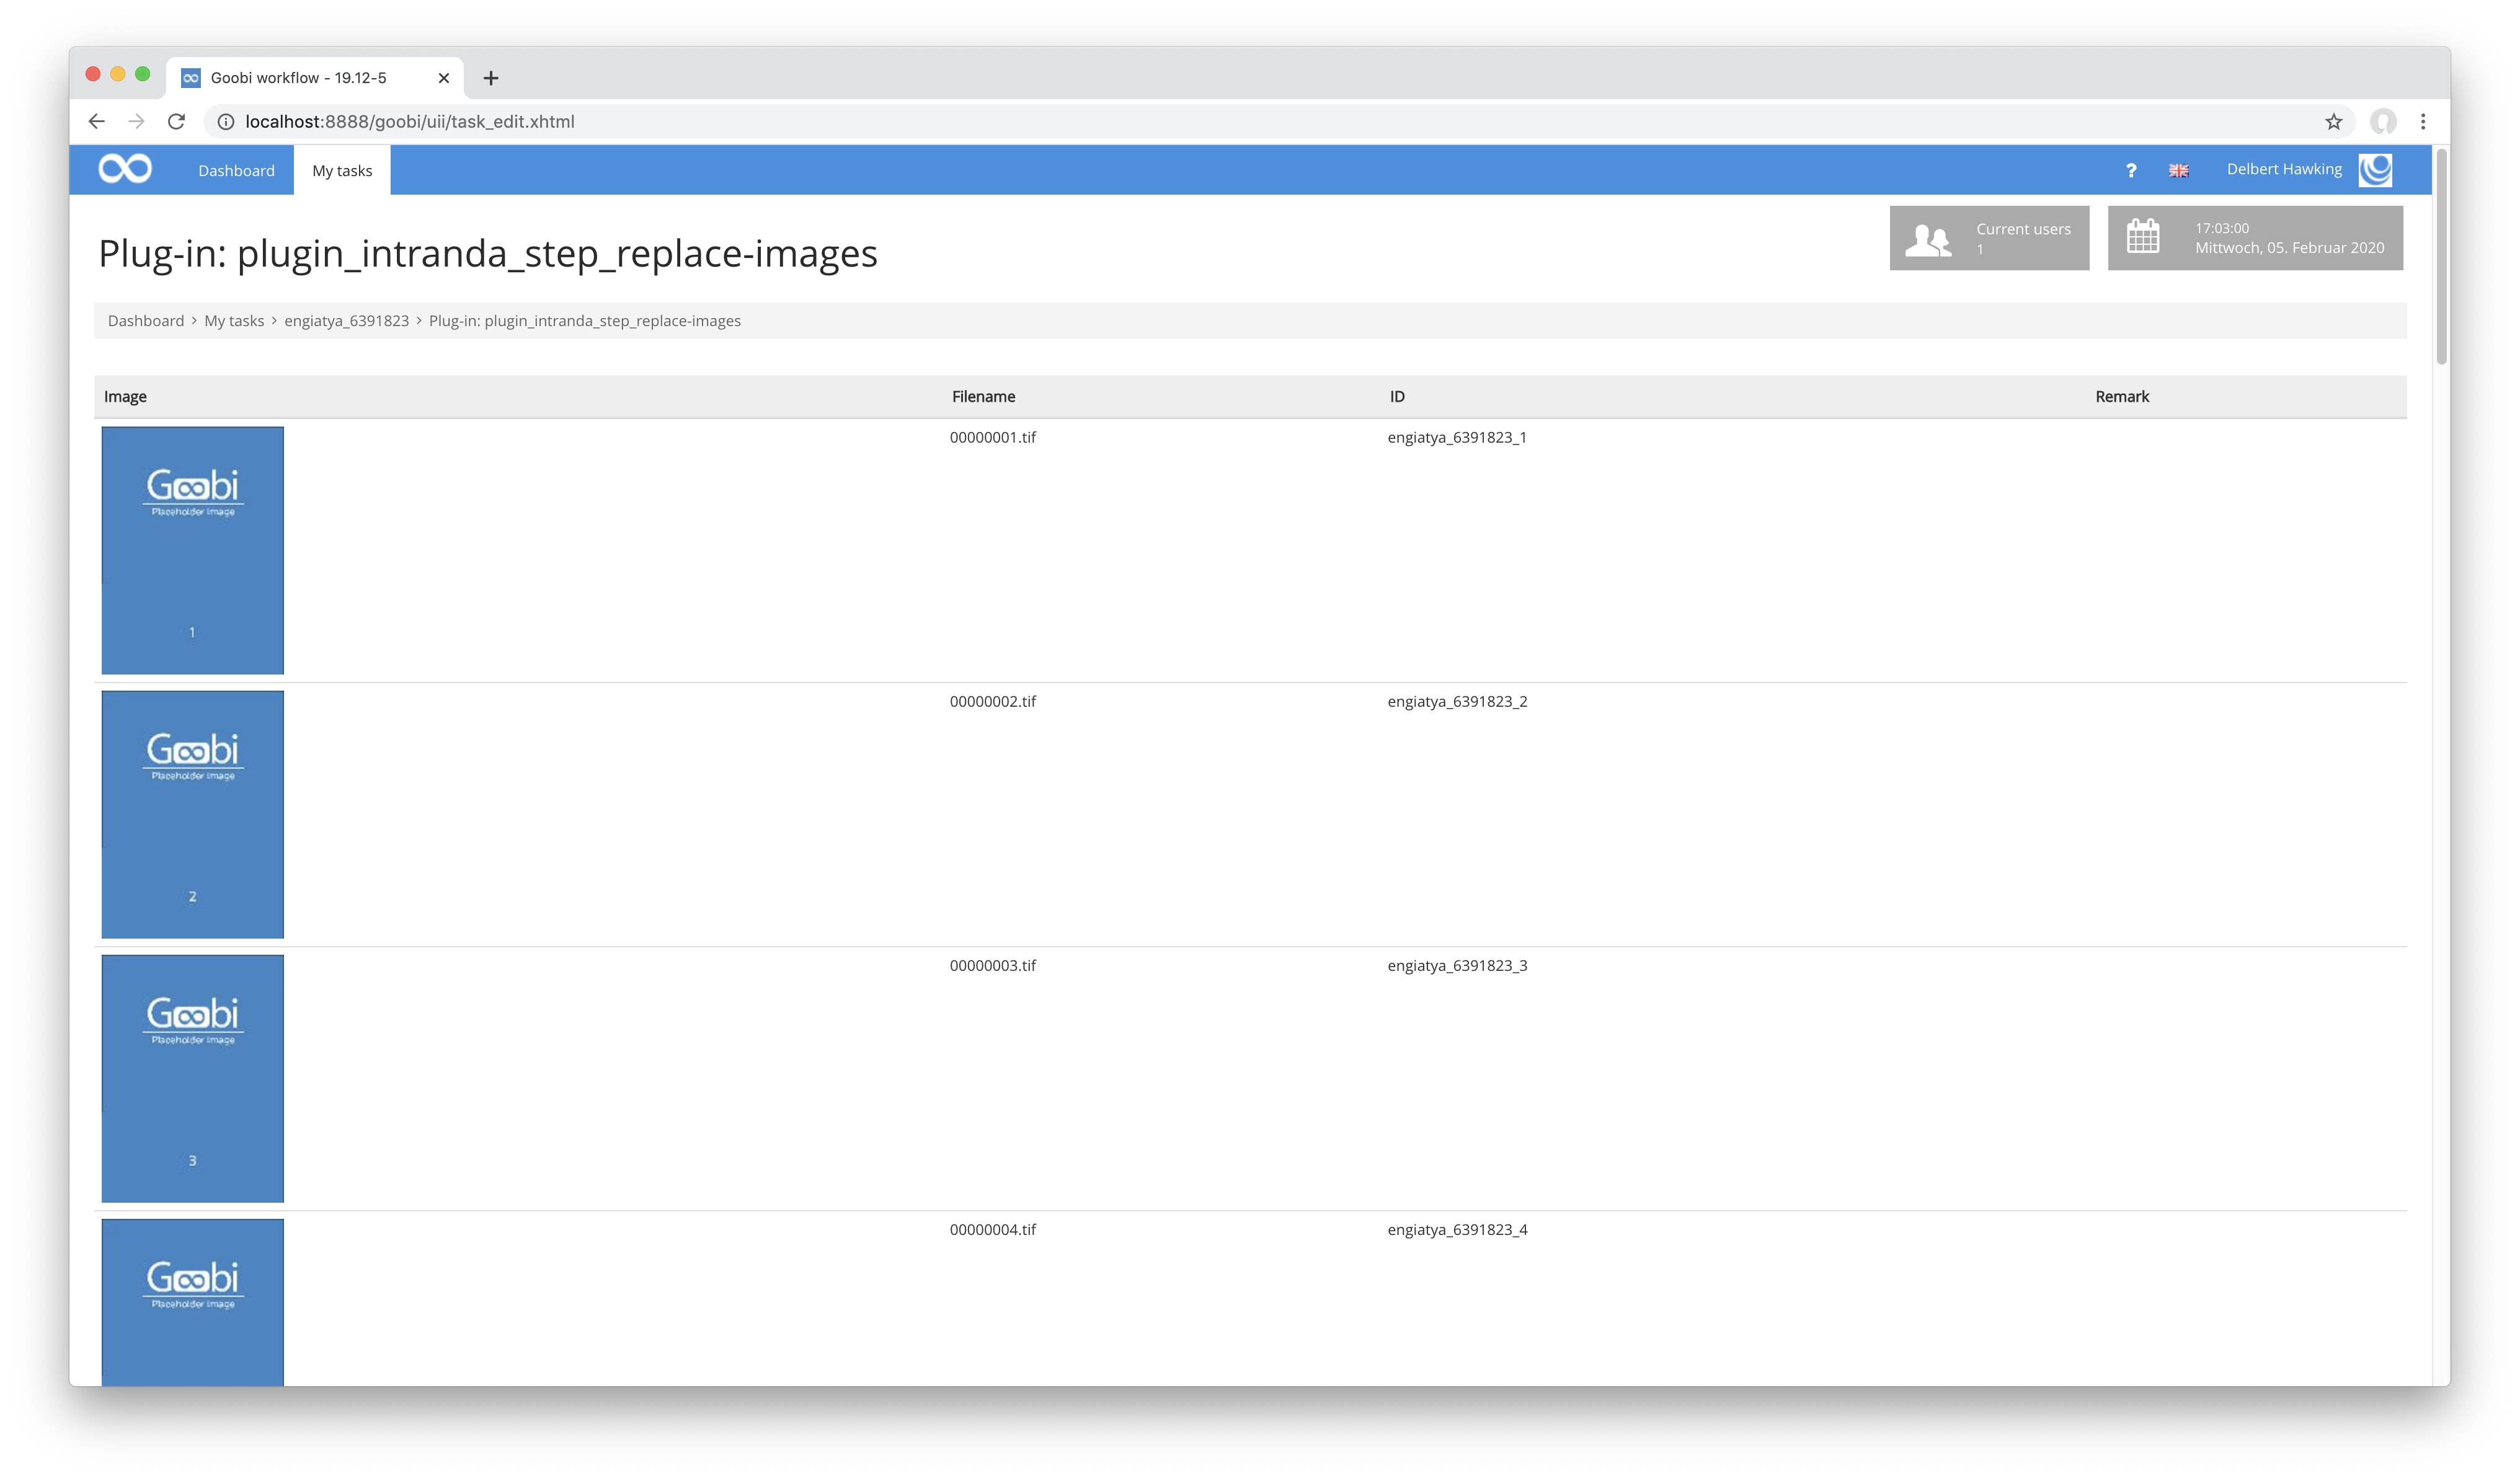 Goobi workflow - 19.12-5
localhost:8888/goobi/uii/task_edit.xhtml
Dashboard My tasks ? Delbert Hawking
Plug-in: plugin_intranda_step_replace-images
Current users
1
17:03:00
Mittwoch, 05. Februar 2020
Dashboard > My tasks > engiatya_6391823 > Plug-in: plugin_intranda_step_replace-images
Image Filename ID Remark
00000001.tif engiatya_6391823_1
Goobi
Placeholder image
1
00000002.tif engiatya_6391823_2
Goobi
Placeholder image
2
00000003.tif engiatya_6391823_3
Goobi
Placeholder image
3
00000004.tif engiatya_6391823_4
Goobi
Placeholder image